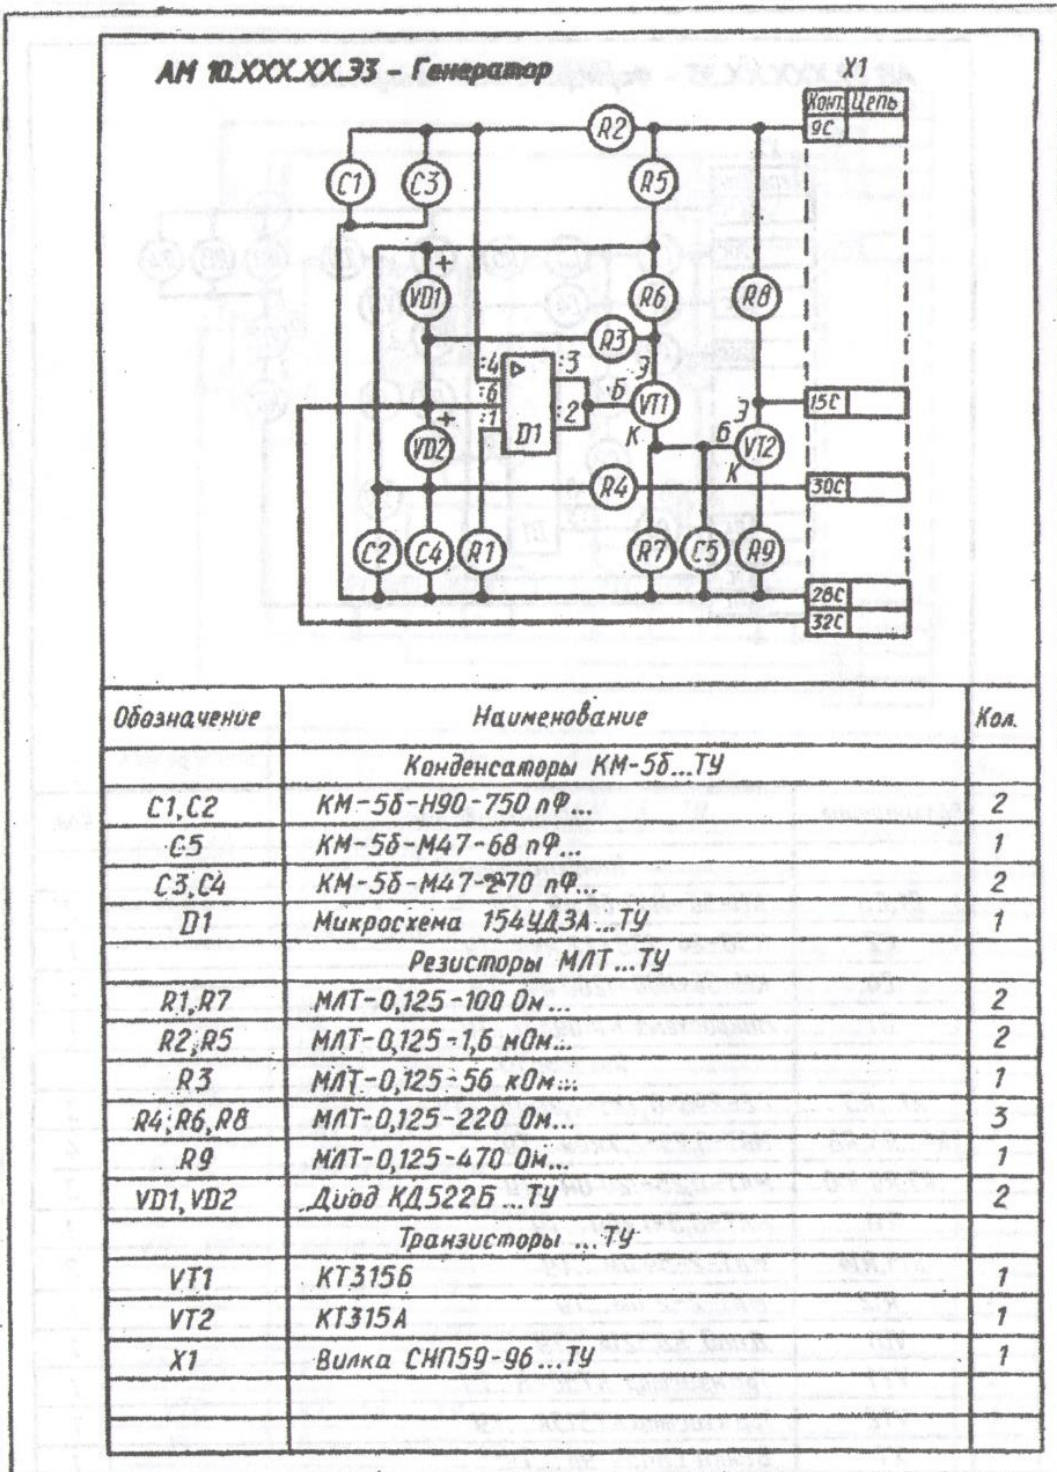 АМ 10.XXX.XX.Э3 - Генератор
X1
Конт. Цепь
9С
R2
C1 C3 R5
+
VD1 R6 R8
R3
:4 :3 Э
:6 Б VT1 15С
:1 :2 Э
+ D1 К Б
VD2 VT2
К
R4 30С
C2 C4 R1 R7 C5 R9
28С
32С
Обозначение Наименование Кол.
Конденсаторы КМ-5б...ТУ
C1,C2 КМ-5б-Н90-750 пФ... 2
C5 КМ-5б-М47-68 пФ... 1
C3,C4 КМ-5б-М47-270 пФ... 2
D1 Микросхема 154УД3А...ТУ 1
Резисторы МЛТ...ТУ
R1,R7 МЛТ-0,125-100 Ом... 2
R2,R5 МЛТ-0,125-1,6 мОм... 2
R3 МЛТ-0,125-56 кОм... 1
R4,R6,R8 МЛТ-0,125-220 Ом... 3
R9 МЛТ-0,125-470 Ом... 1
VD1,VD2 Диод КД522Б...ТУ 2
Транзисторы ...ТУ
VT1 КТ315Б 1
VT2 КТ315А 1
X1 Вилка СНП59-96...ТУ 1